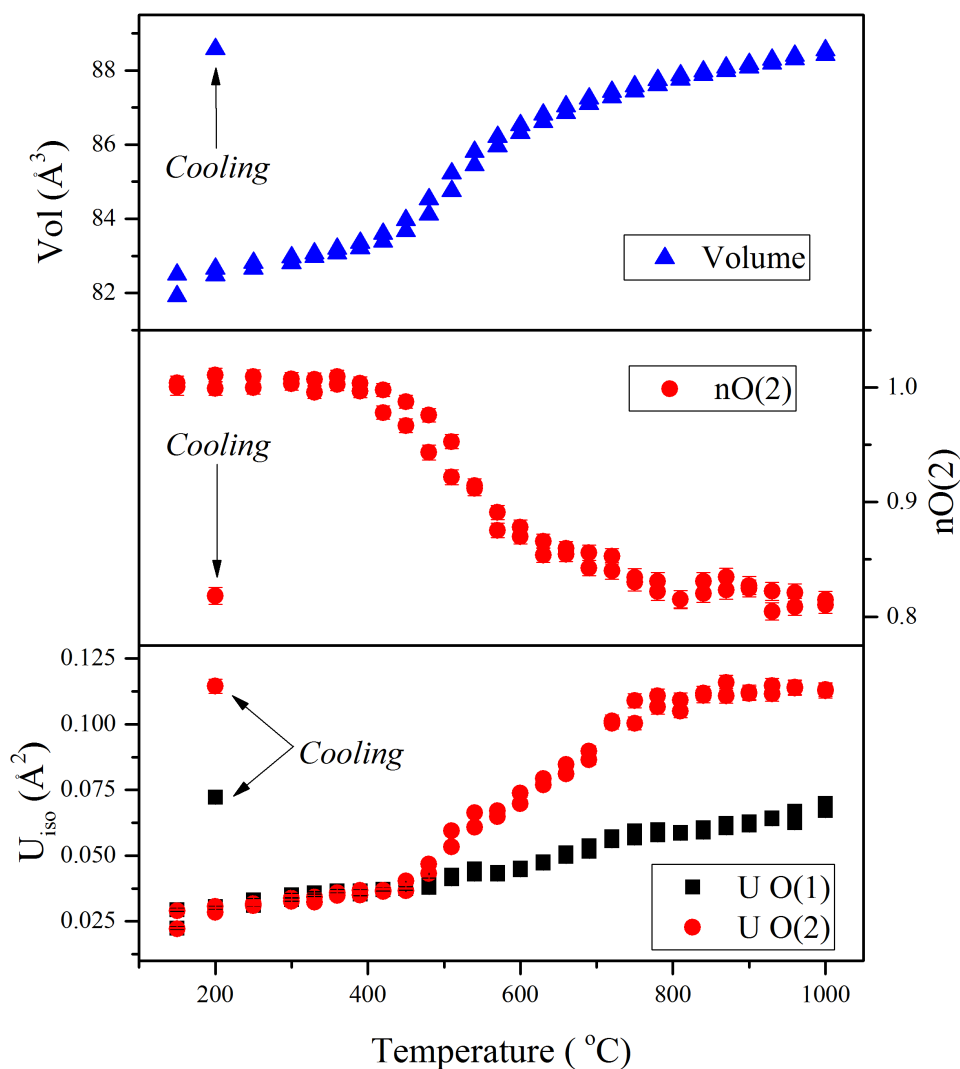 88
86
84
82
Vol (Å³)
Cooling
Volume
1.0
0.9
0.8
nO(2)
Cooling
nO(2)
0.125
0.100
0.075
0.050
0.025
U_iso (Å²)
Cooling
U O(1)
U O(2)
200
400
600
800
1000
Temperature ( °C)